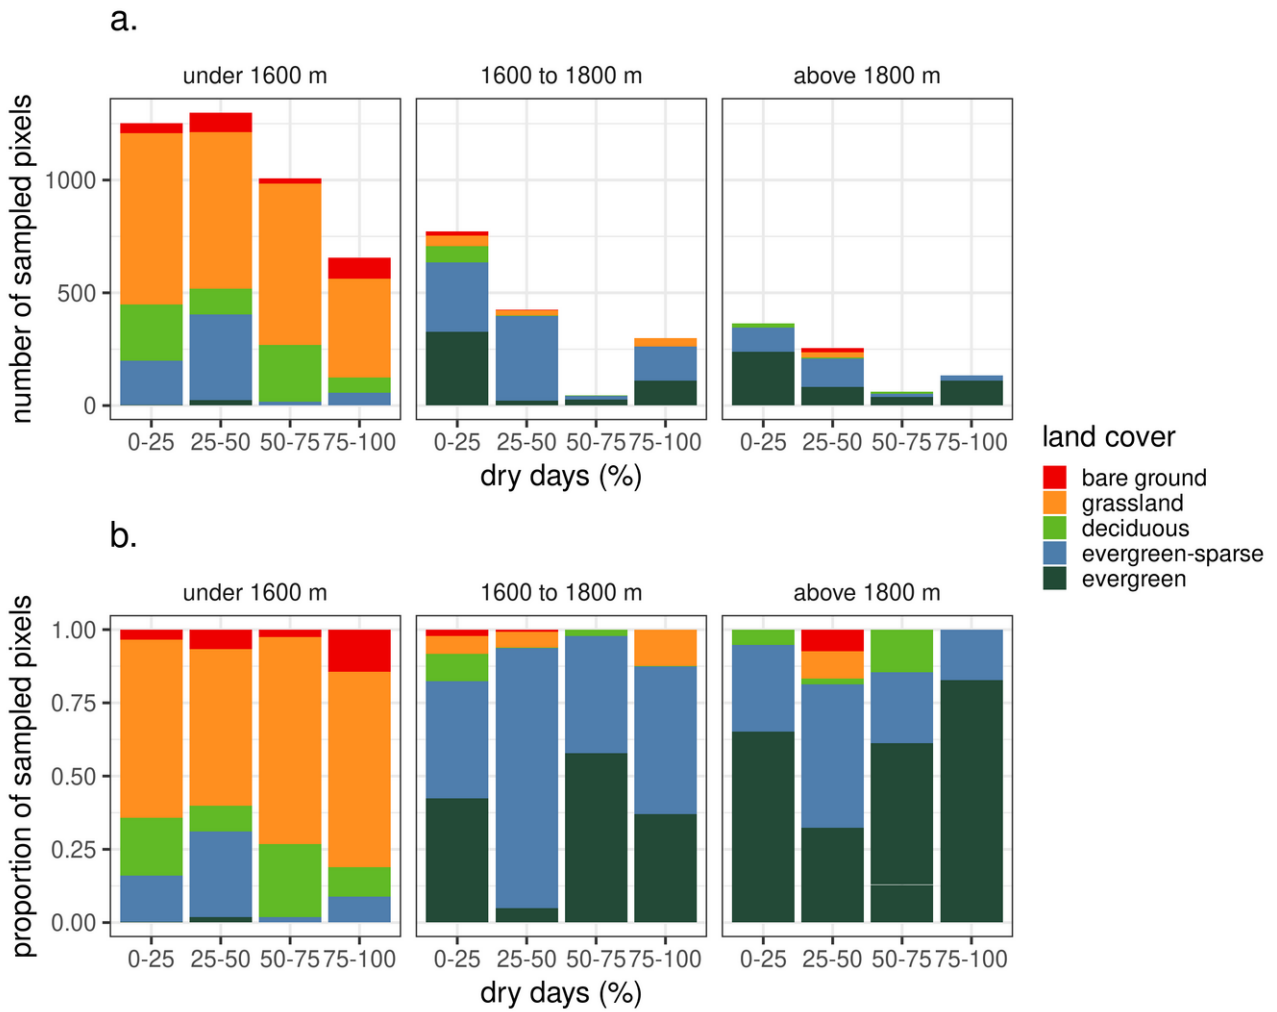 a.
under 1600 m
1600 to 1800 m
above 1800 m
number of sampled pixels
1000
500
0
0-25 25-50 50-75 75-100
0-25 25-50 50-75 75-100
0-25 25-50 50-75 75-100
dry days (%)
land cover
bare ground
grassland
deciduous
evergreen-sparse
evergreen
b.
under 1600 m
1600 to 1800 m
above 1800 m
proportion of sampled pixels
1.00
0.75
0.50
0.25
0.00
0-25 25-50 50-75 75-100
0-25 25-50 50-75 75-100
0-25 25-50 50-75 75-100
dry days (%)